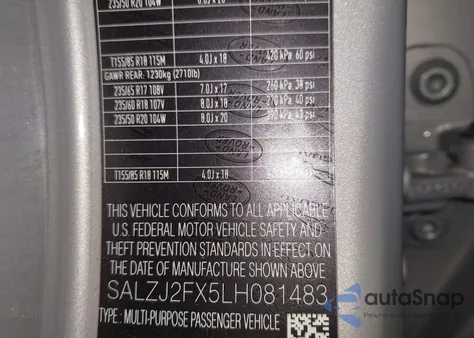 235/50 R20 104W 8.0J x 20
T155/85 R18 115M 4.0J x 18 420 kPa, 60 psi
GAWR REAR: 1230kg (2710lb)
235/65 R17 108V 7.0J x 17 260 kPa, 38 psi
235/60 R18 107V 8.0J x 18 270 kPa, 40 psi
235/50 R20 104W 8.0J x 20
T155/85 R18 115M 4.0J x 18
THIS VEHICLE CONFORMS TO ALL APPLICABLE
U.S. FEDERAL MOTOR VEHICLE SAFETY AND
THEFT PREVENTION STANDARDS IN EFFECT ON THE
DATE OF MANUFACTURE SHOWN ABOVE
SALZJ2FX5LH081483
TYPE: MULTI-PURPOSE PASSENGER VEHICLE
autoSnap